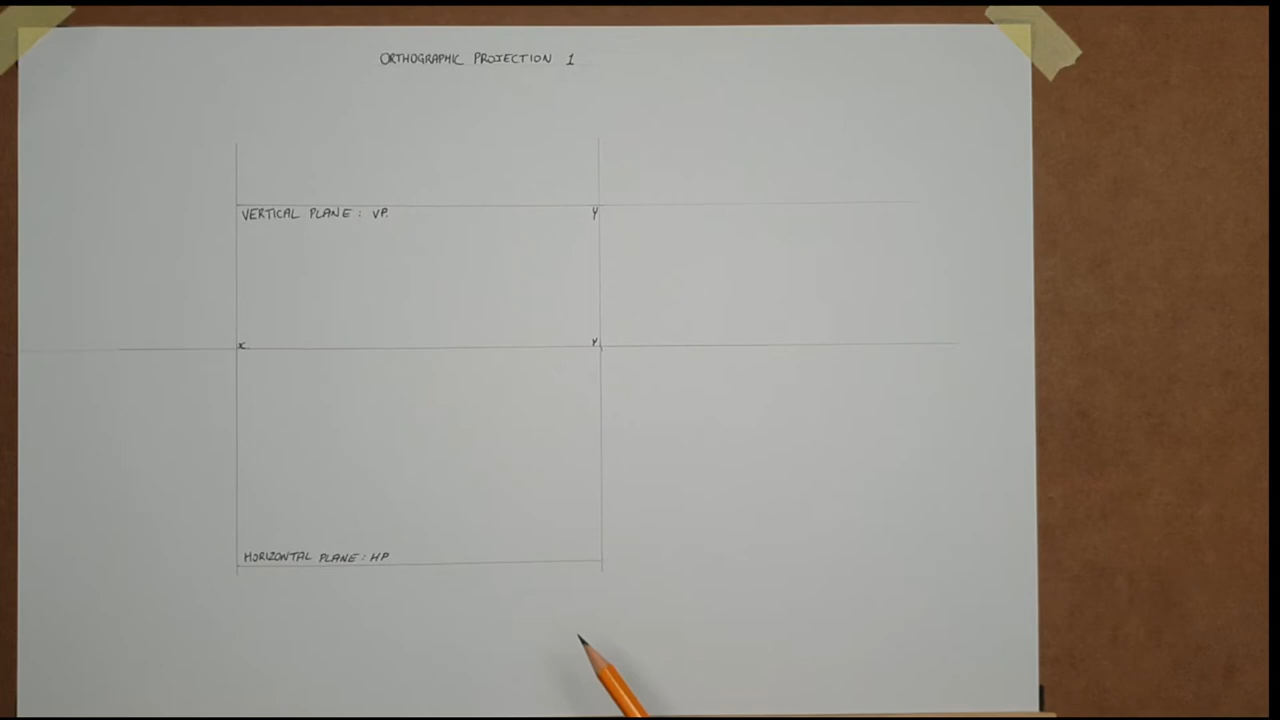 ORTHOGRAPHIC PROJECTION 1
VERTICAL PLANE: VP.
Y
X
Y
HORIZONTAL PLANE: HP